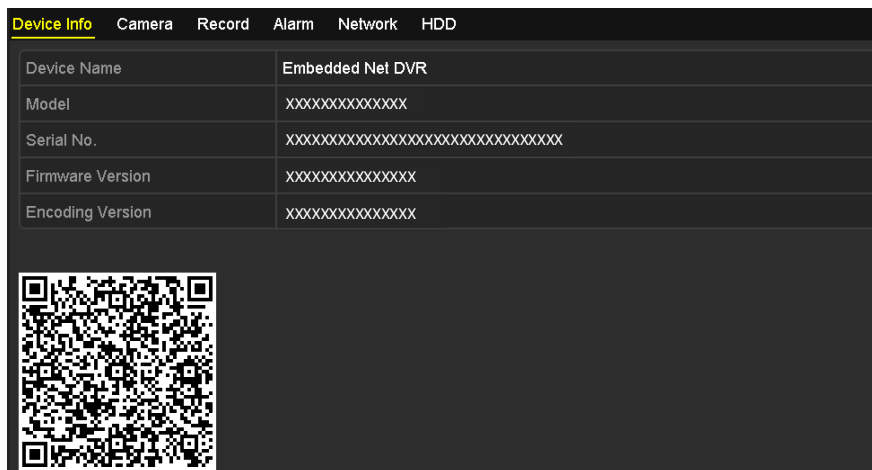 Device Info Camera Record Alarm Network HDD
Device Name Embedded Net DVR
Model XXXXXXXXXXXXXX
Serial No. XXXXXXXXXXXXXXXXXXXXXXXXXXXXXXXX
Firmware Version XXXXXXXXXXXXXXX
Encoding Version XXXXXXXXXXXXXXX